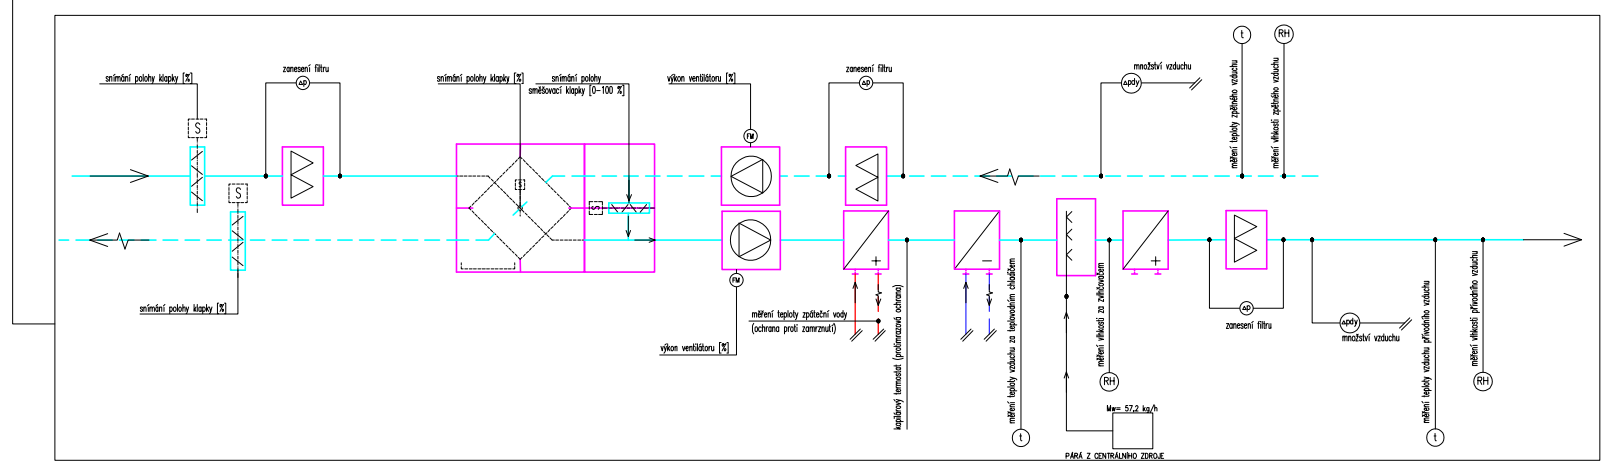 snímání polohy klapky [%]
zanesení filtru
Δp
S
S
snímání polohy klapky [%]
snímání polohy klapky [%]
snímání polohy
směšovací klapky [0-100 %]
S
S
výkon ventilátoru [%]
FM
FM
výkon ventilátoru [%]
zanesení filtru
Δp
množství vzduchu
Δpdy
t
měření teploty zpětného vzduchu
RH
měření vlhkosti zpětného vzduchu
+
−
+
měření teploty zpáteční vody
(ochrana proti zamrznutí)
kapilárový termostat (protimrazová ochrana)
měření teploty vzduchu za teplovodním chladičem
t
měření vlhkosti za zvlhčovačem
RH
Mw= 57,2 kg/h
PÁRA Z CENTRÁLNÍHO ZDROJE
Δp
zanesení filtru
Δpdy
množství vzduchu
měření teploty přívodního vzduchu
t
měření vlhkosti přívodního vzduchu
RH